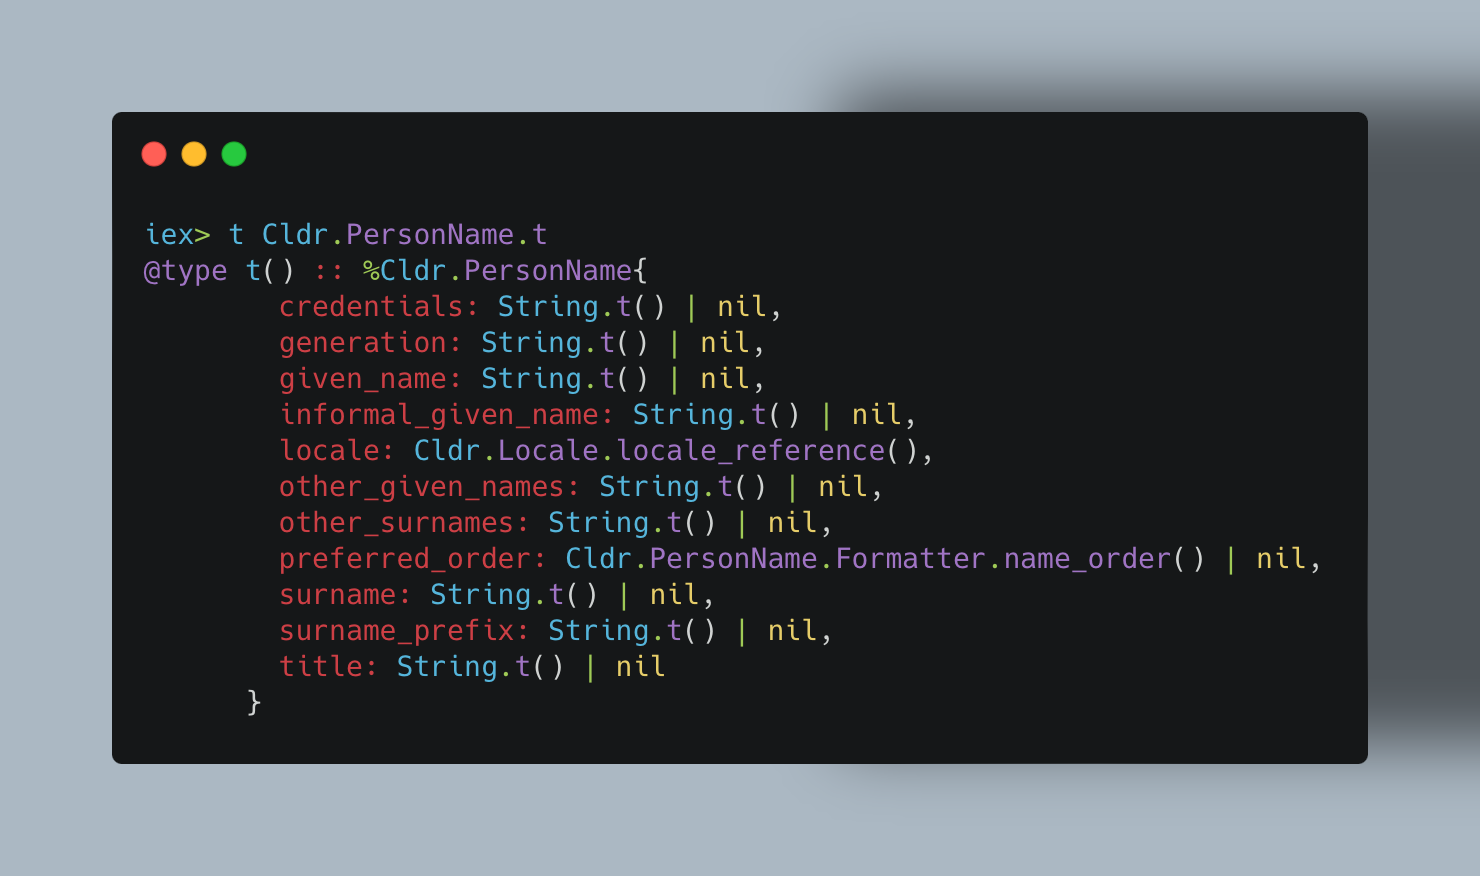 iex> t Cldr.PersonName.t
@type t() :: %Cldr.PersonName{
        credentials: String.t() | nil,
        generation: String.t() | nil,
        given_name: String.t() | nil,
        informal_given_name: String.t() | nil,
        locale: Cldr.Locale.locale_reference(),
        other_given_names: String.t() | nil,
        other_surnames: String.t() | nil,
        preferred_order: Cldr.PersonName.Formatter.name_order() | nil,
        surname: String.t() | nil,
        surname_prefix: String.t() | nil,
        title: String.t() | nil
      }